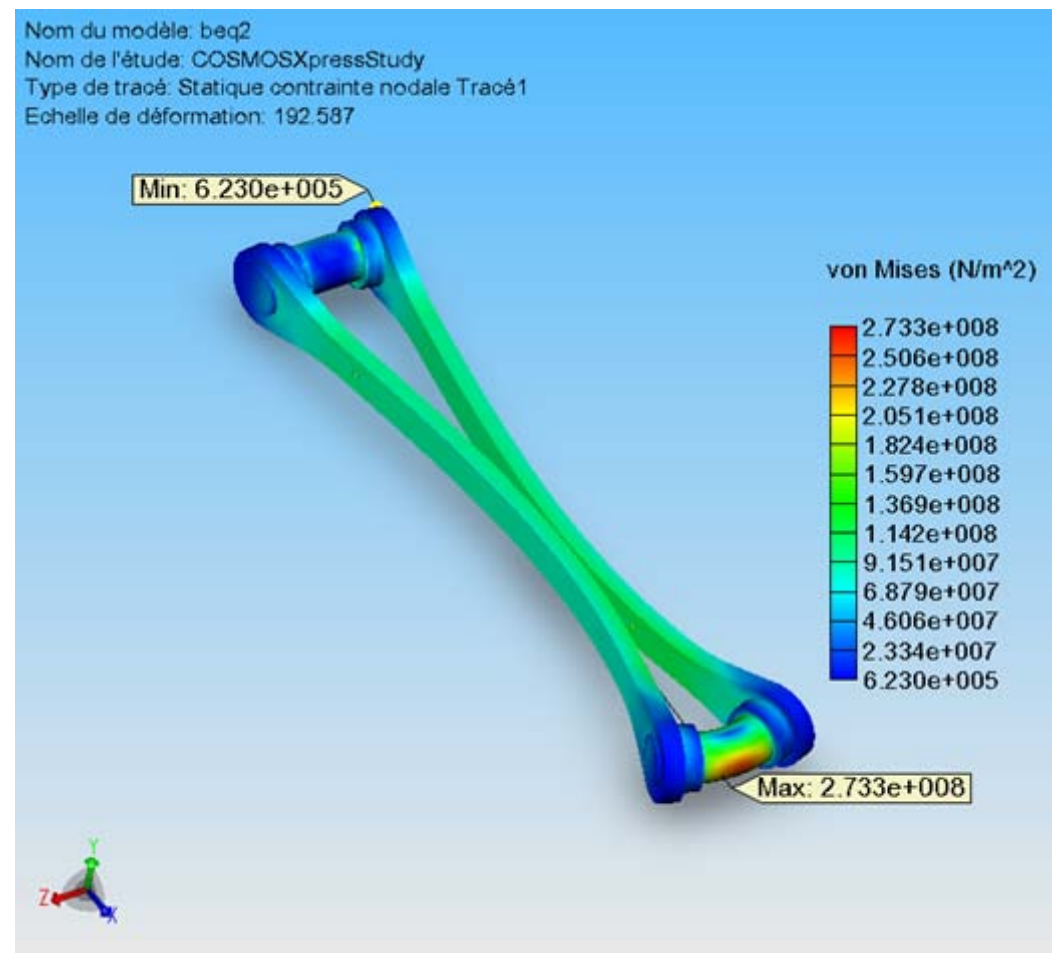 Nom du modèle: beq2
Nom de l'étude: COSMOSXpressStudy
Type de tracé: Statique contrainte nodale Tracé1
Echelle de déformation: 192.587
Min: 6.230e+005
von Mises (N/m^2)
2.733e+008
2.506e+008
2.278e+008
2.051e+008
1.824e+008
1.597e+008
1.369e+008
1.142e+008
9.151e+007
6.879e+007
4.606e+007
2.334e+007
6.230e+005
Max: 2.733e+008
Y
Z
X